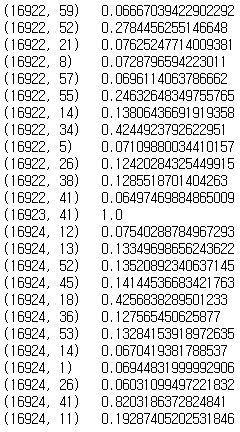 (16922, 59) 0.06667039422902292
(16922, 52) 0.2784456255146648
(16922, 21) 0.07625247714009381
(16922, 8) 0.0728796594223011
(16922, 57) 0.0696114063786662
(16922, 55) 0.24632648349755765
(16922, 14) 0.13806436691919358
(16922, 34) 0.4244923792622951
(16922, 5) 0.07109880034410157
(16922, 26) 0.12420284325449915
(16922, 38) 0.1285518701404263
(16922, 41) 0.06497469884865009
(16923, 41) 1.0
(16924, 12) 0.07540288784967293
(16924, 13) 0.13349698656243622
(16924, 52) 0.13520892340637145
(16924, 45) 0.14144536683421763
(16924, 18) 0.4256838289501233
(16924, 36) 0.127565450625877
(16924, 53) 0.13284153918972635
(16924, 14) 0.0670419381788537
(16924, 1) 0.06944831999992906
(16924, 26) 0.06031099497221832
(16924, 41) 0.8203186372824841
(16924, 11) 0.19287405202531846